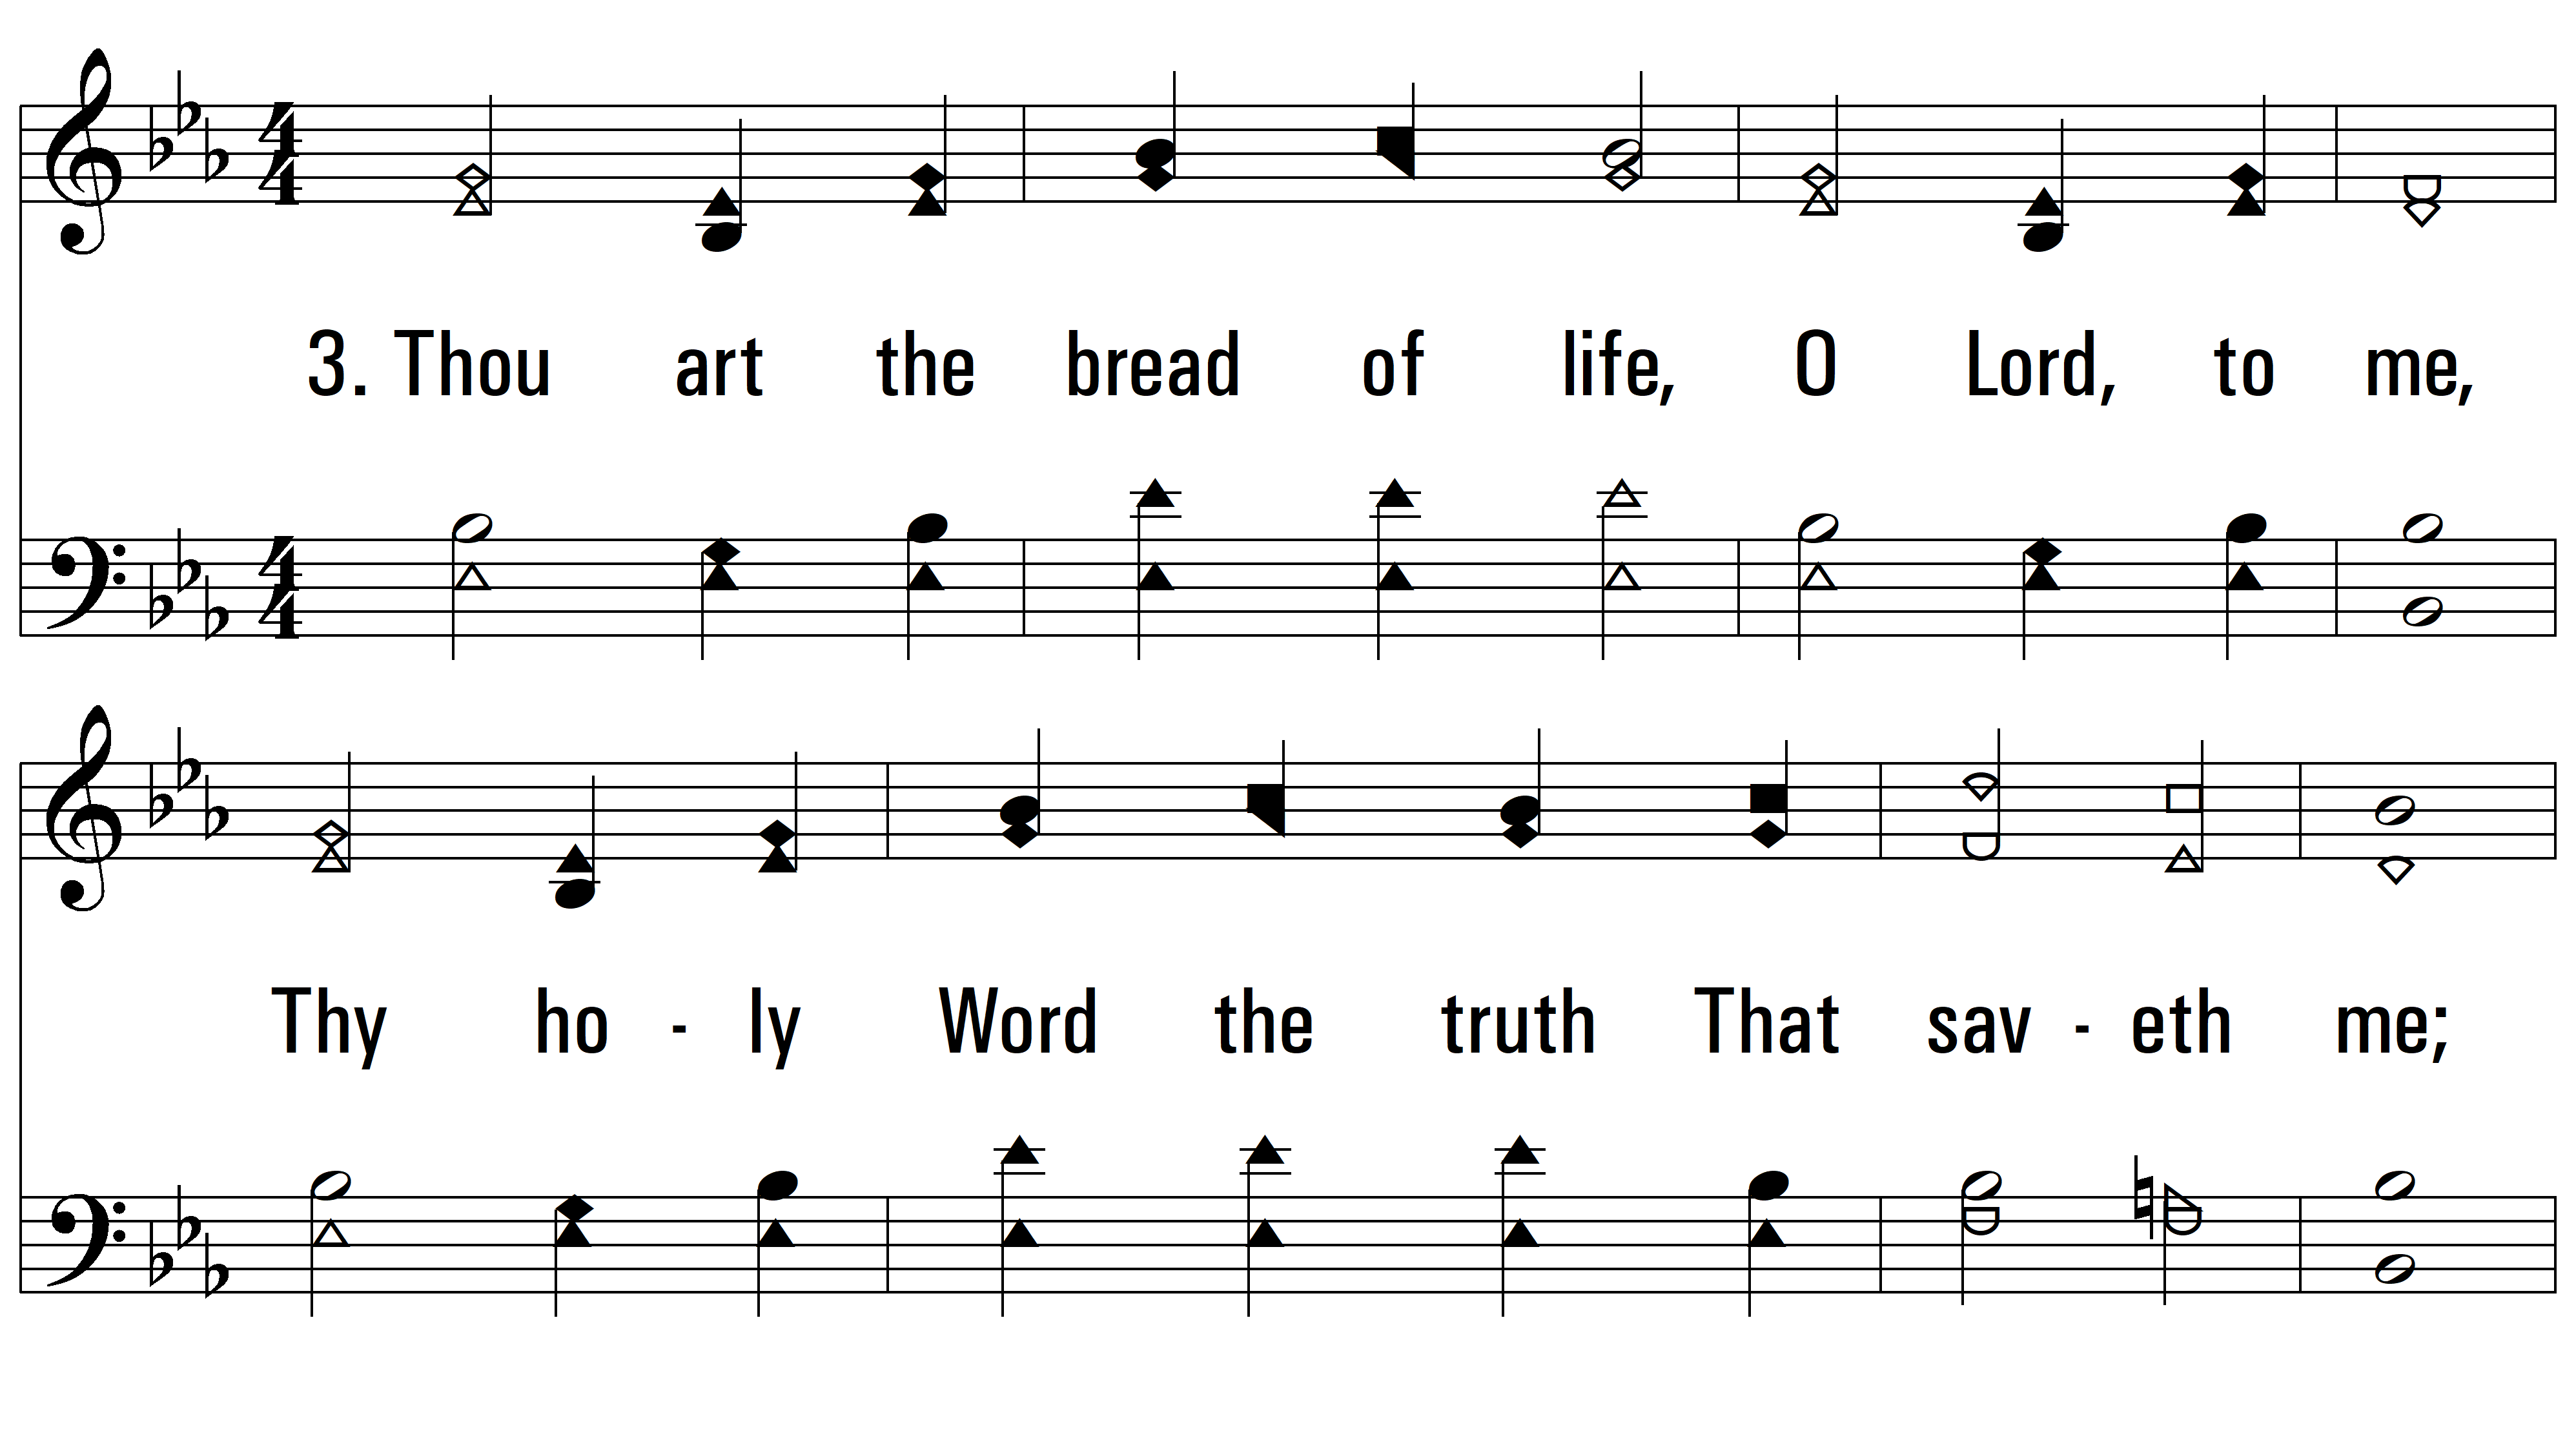 3. Thou art the bread of life, O Lord, to me,
Thy ho - ly Word the truth That sav - eth me;